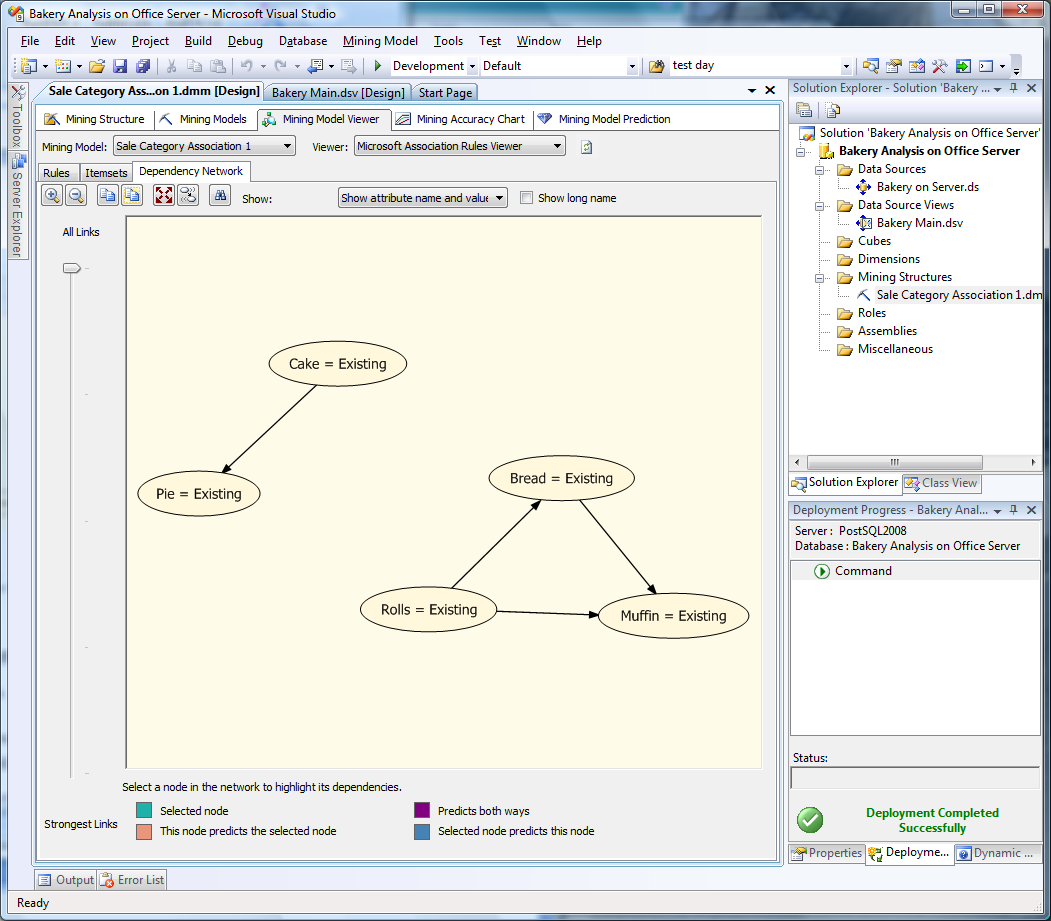 Bakery Analysis on Office Server - Microsoft Visual Studio
File Edit View Project Build Debug Database Mining Model Tools Test Window Help
Development Default test day
Toolbox
Server Explorer
Sale Category Ass...on 1.dmm [Design] Bakery Main.dsv [Design] Start Page
Mining Structure Mining Models Mining Model Viewer Mining Accuracy Chart Mining Model Prediction
Mining Model: Sale Category Association 1 Viewer: Microsoft Association Rules Viewer
Rules Itemsets Dependency Network
Show: Show attribute name and value Show long name
All Links
Cake = Existing
Pie = Existing
Bread = Existing
Rolls = Existing
Muffin = Existing
Select a node in the network to highlight its dependencies.
Strongest Links
Selected node
Predicts both ways
This node predicts the selected node
Selected node predicts this node
Output Error List
Ready
Solution Explorer - Solution 'Bakery ...
Solution 'Bakery Analysis on Office Server'
Bakery Analysis on Office Server
Data Sources
Bakery on Server.ds
Data Source Views
Bakery Main.dsv
Cubes
Dimensions
Mining Structures
Sale Category Association 1.dm
Roles
Assemblies
Miscellaneous
Solution Explorer Class View
Deployment Progress - Bakery Anal...
Server : PostSQL2008
Database : Bakery Analysis on Office Server
Command
Status:
Deployment Completed
Successfully
Properties Deployme... Dynamic ...